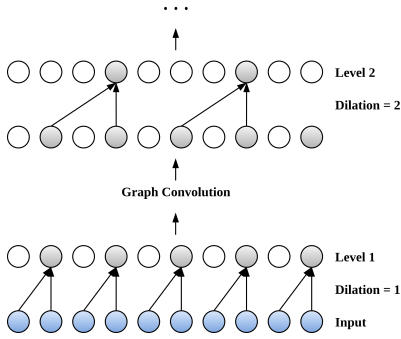 . . .
Level 2
Dilation = 2
Graph Convolution
Level 1
Dilation = 1
Input